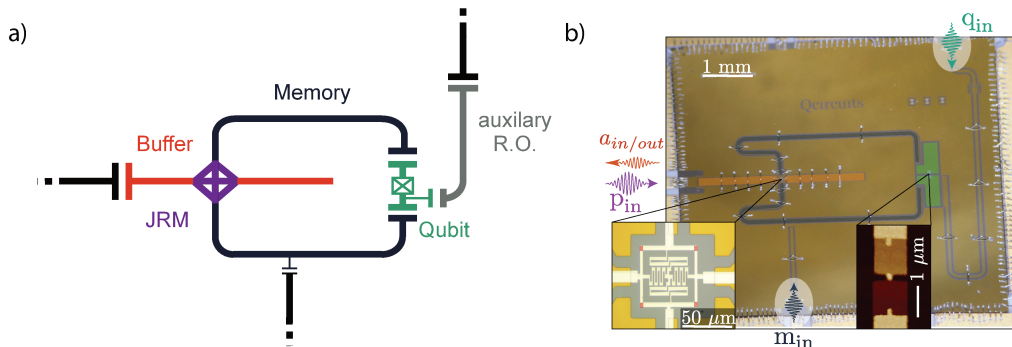 a)
Memory
Buffer
JRM
auxilary
R.O.
Qubit
b)
q_in
1 mm
Qcircuits
a_in/out
p_in
50 μm
1 μm
m_in